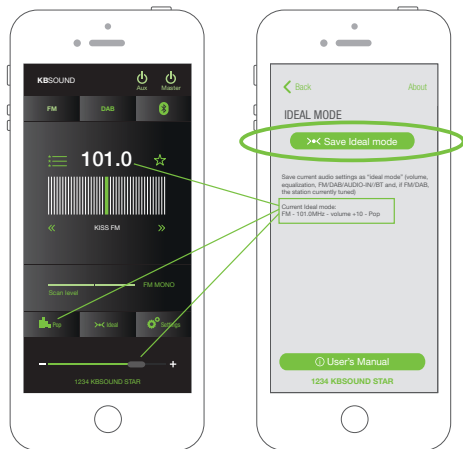 KBSOUND
Aux
Master
FM
DAB
101.0
KISS FM
Scan level
FM MONO
Pop
Ideal
Settings
- +
1234 KBSOUND STAR
Back
About
IDEAL MODE
Save Ideal mode
Save current audio settings as "ideal mode" (volume,
equalization, FM/DAB/AUDIO-IN//BT and, if FM/DAB,
the station currently tuned)
Current Ideal mode:
FM - 101.0MHz - volume +10 - Pop
User's Manual
1234 KBSOUND STAR